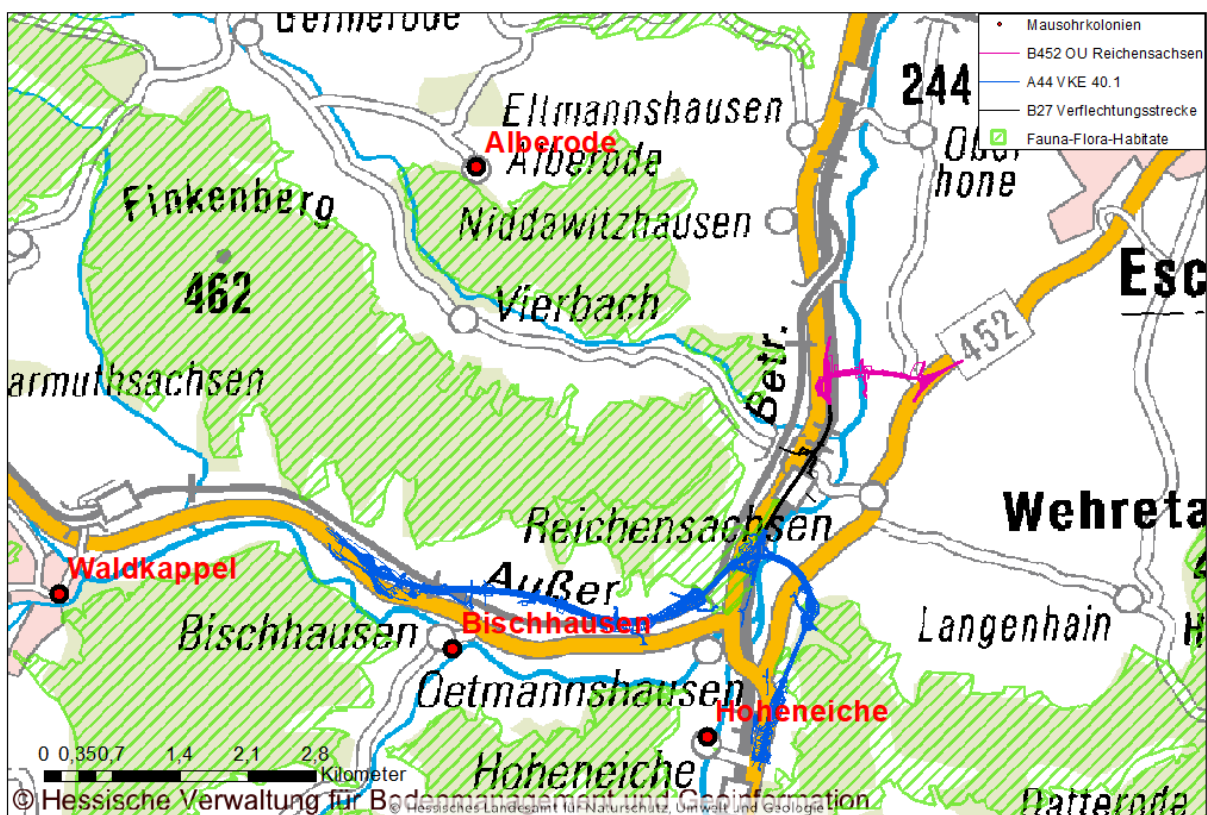 Germerode
Mausohrkolonien
B452 OU Reichensachsen
A44 VKE 40.1
B27 Verflechtungsstrecke
Fauna-Flora-Habitate
244
Ellmannshausen
Alberode
Alberode
Ober
hone
Finkenberg
Niddawitzhausen
462
Vierbach
Esc
Betr.
452
armuthsachsen
Wehreta
Reichensachsen
Waldkappel
Außer
Bischhausen
Bischhausen
Langenhain
H
Oetmannshausen
Hoheneiche
0 0,35 0,7 1,4 2,1 2,8
Kilometer
Hoheneiche
Datterode
© Hessische Verwaltung für Bodenmanagement und Geoinformation
© Hessisches Landesamt für Naturschutz, Umwelt und Geologie